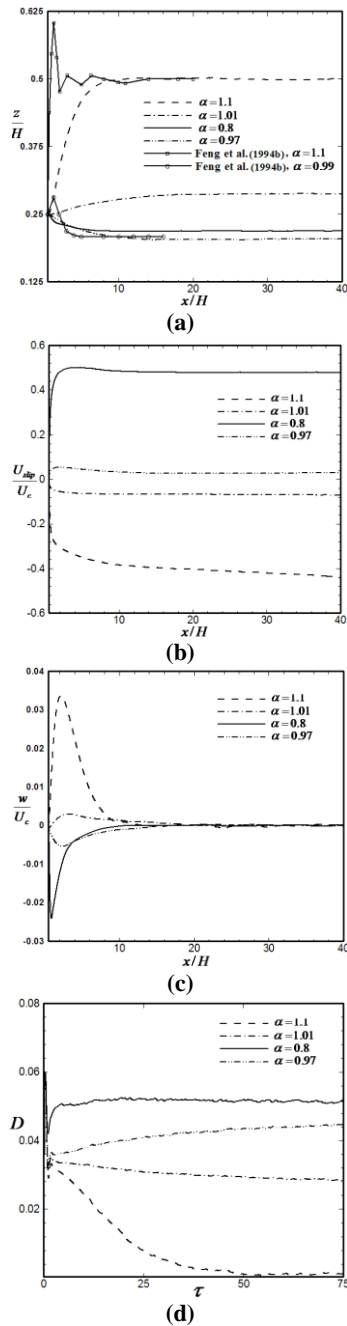 0.625
0.5
0.375
0.25
0.125
z
H
α=1.1
α=1.01
α=0.8
α=0.97
Feng et al.(1994b), α=1.1
Feng et al.(1994b), α=0.99
10 20 30 40
x/H
(a)
0.6
0.4
0.2
0
-0.2
-0.4
-0.6
U_slip
U_c
α=1.1
α=1.01
α=0.8
α=0.97
10 20 30 40
x/H
(b)
0.04
0.03
0.02
0.01
0
-0.01
-0.02
-0.03
w
U_c
α=1.1
α=1.01
α=0.8
α=0.97
10 20 30 40
x/H
(c)
0.08
0.06
0.04
0.02
D
α=1.1
α=1.01
α=0.8
α=0.97
0 25 50 75
τ
(d)